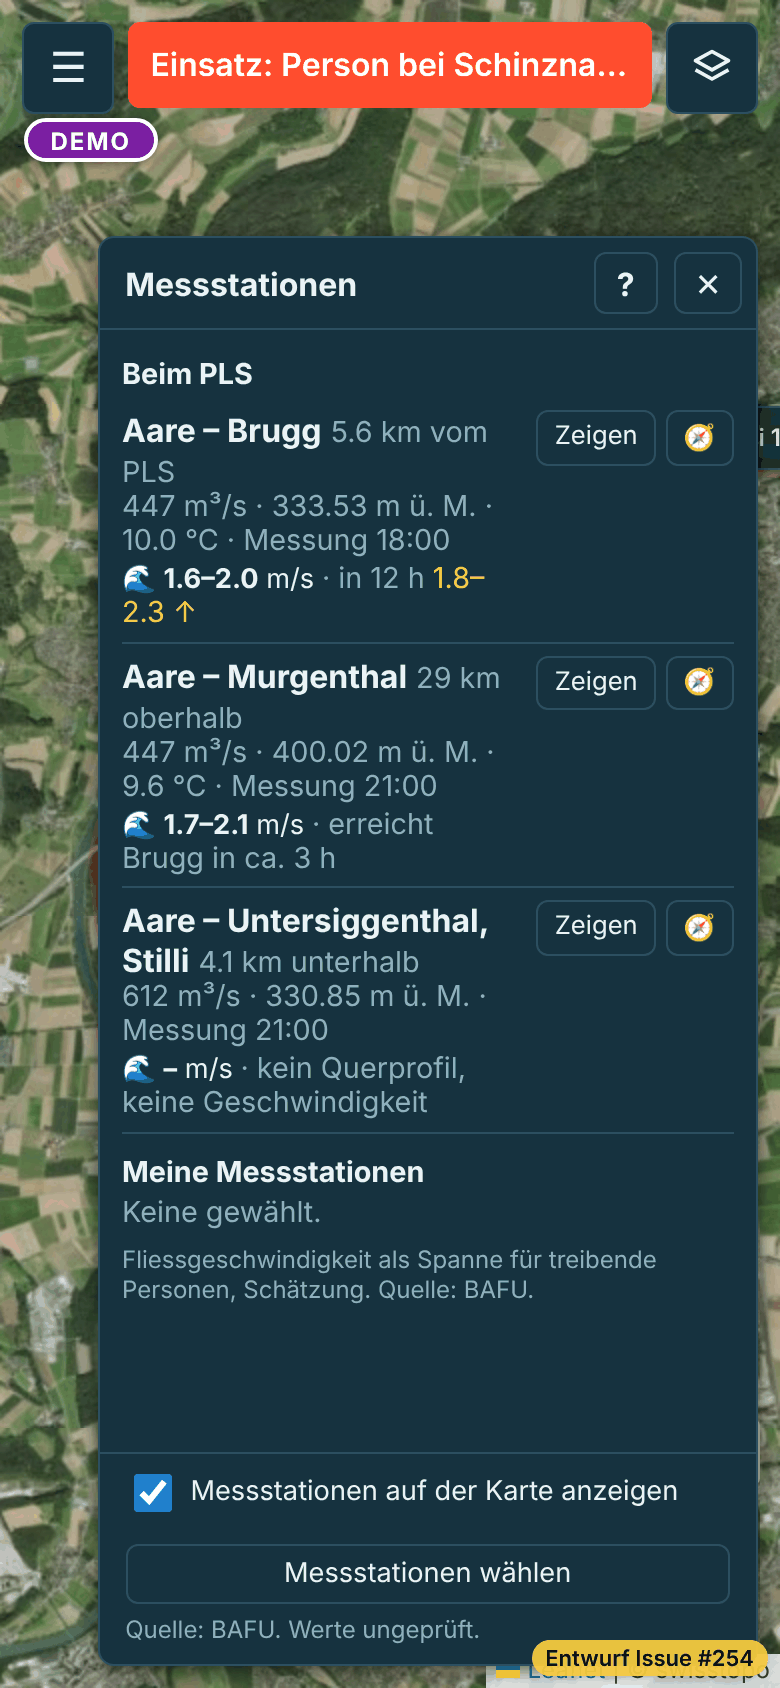 ☰
Einsatz: Person bei Schinzna...
DEMO
Messstationen
?
×
Beim PLS
Aare – Brugg 5.6 km vom
PLS
Zeigen
447 m³/s · 333.53 m ü. M. ·
10.0 °C · Messung 18:00
🌊 1.6–2.0 m/s · in 12 h 1.8–
2.3 ↑
Aare – Murgenthal 29 km
oberhalb
Zeigen
447 m³/s · 400.02 m ü. M. ·
9.6 °C · Messung 21:00
🌊 1.7–2.1 m/s · erreicht
Brugg in ca. 3 h
Aare – Untersiggenthal,
Stilli 4.1 km unterhalb
Zeigen
612 m³/s · 330.85 m ü. M. ·
Messung 21:00
🌊 – m/s · kein Querprofil,
keine Geschwindigkeit
Meine Messstationen
Keine gewählt.
Fliessgeschwindigkeit als Spanne für treibende
Personen, Schätzung. Quelle: BAFU.
Messstationen auf der Karte anzeigen
Messstationen wählen
Quelle: BAFU. Werte ungeprüft.
Entwurf Issue #254